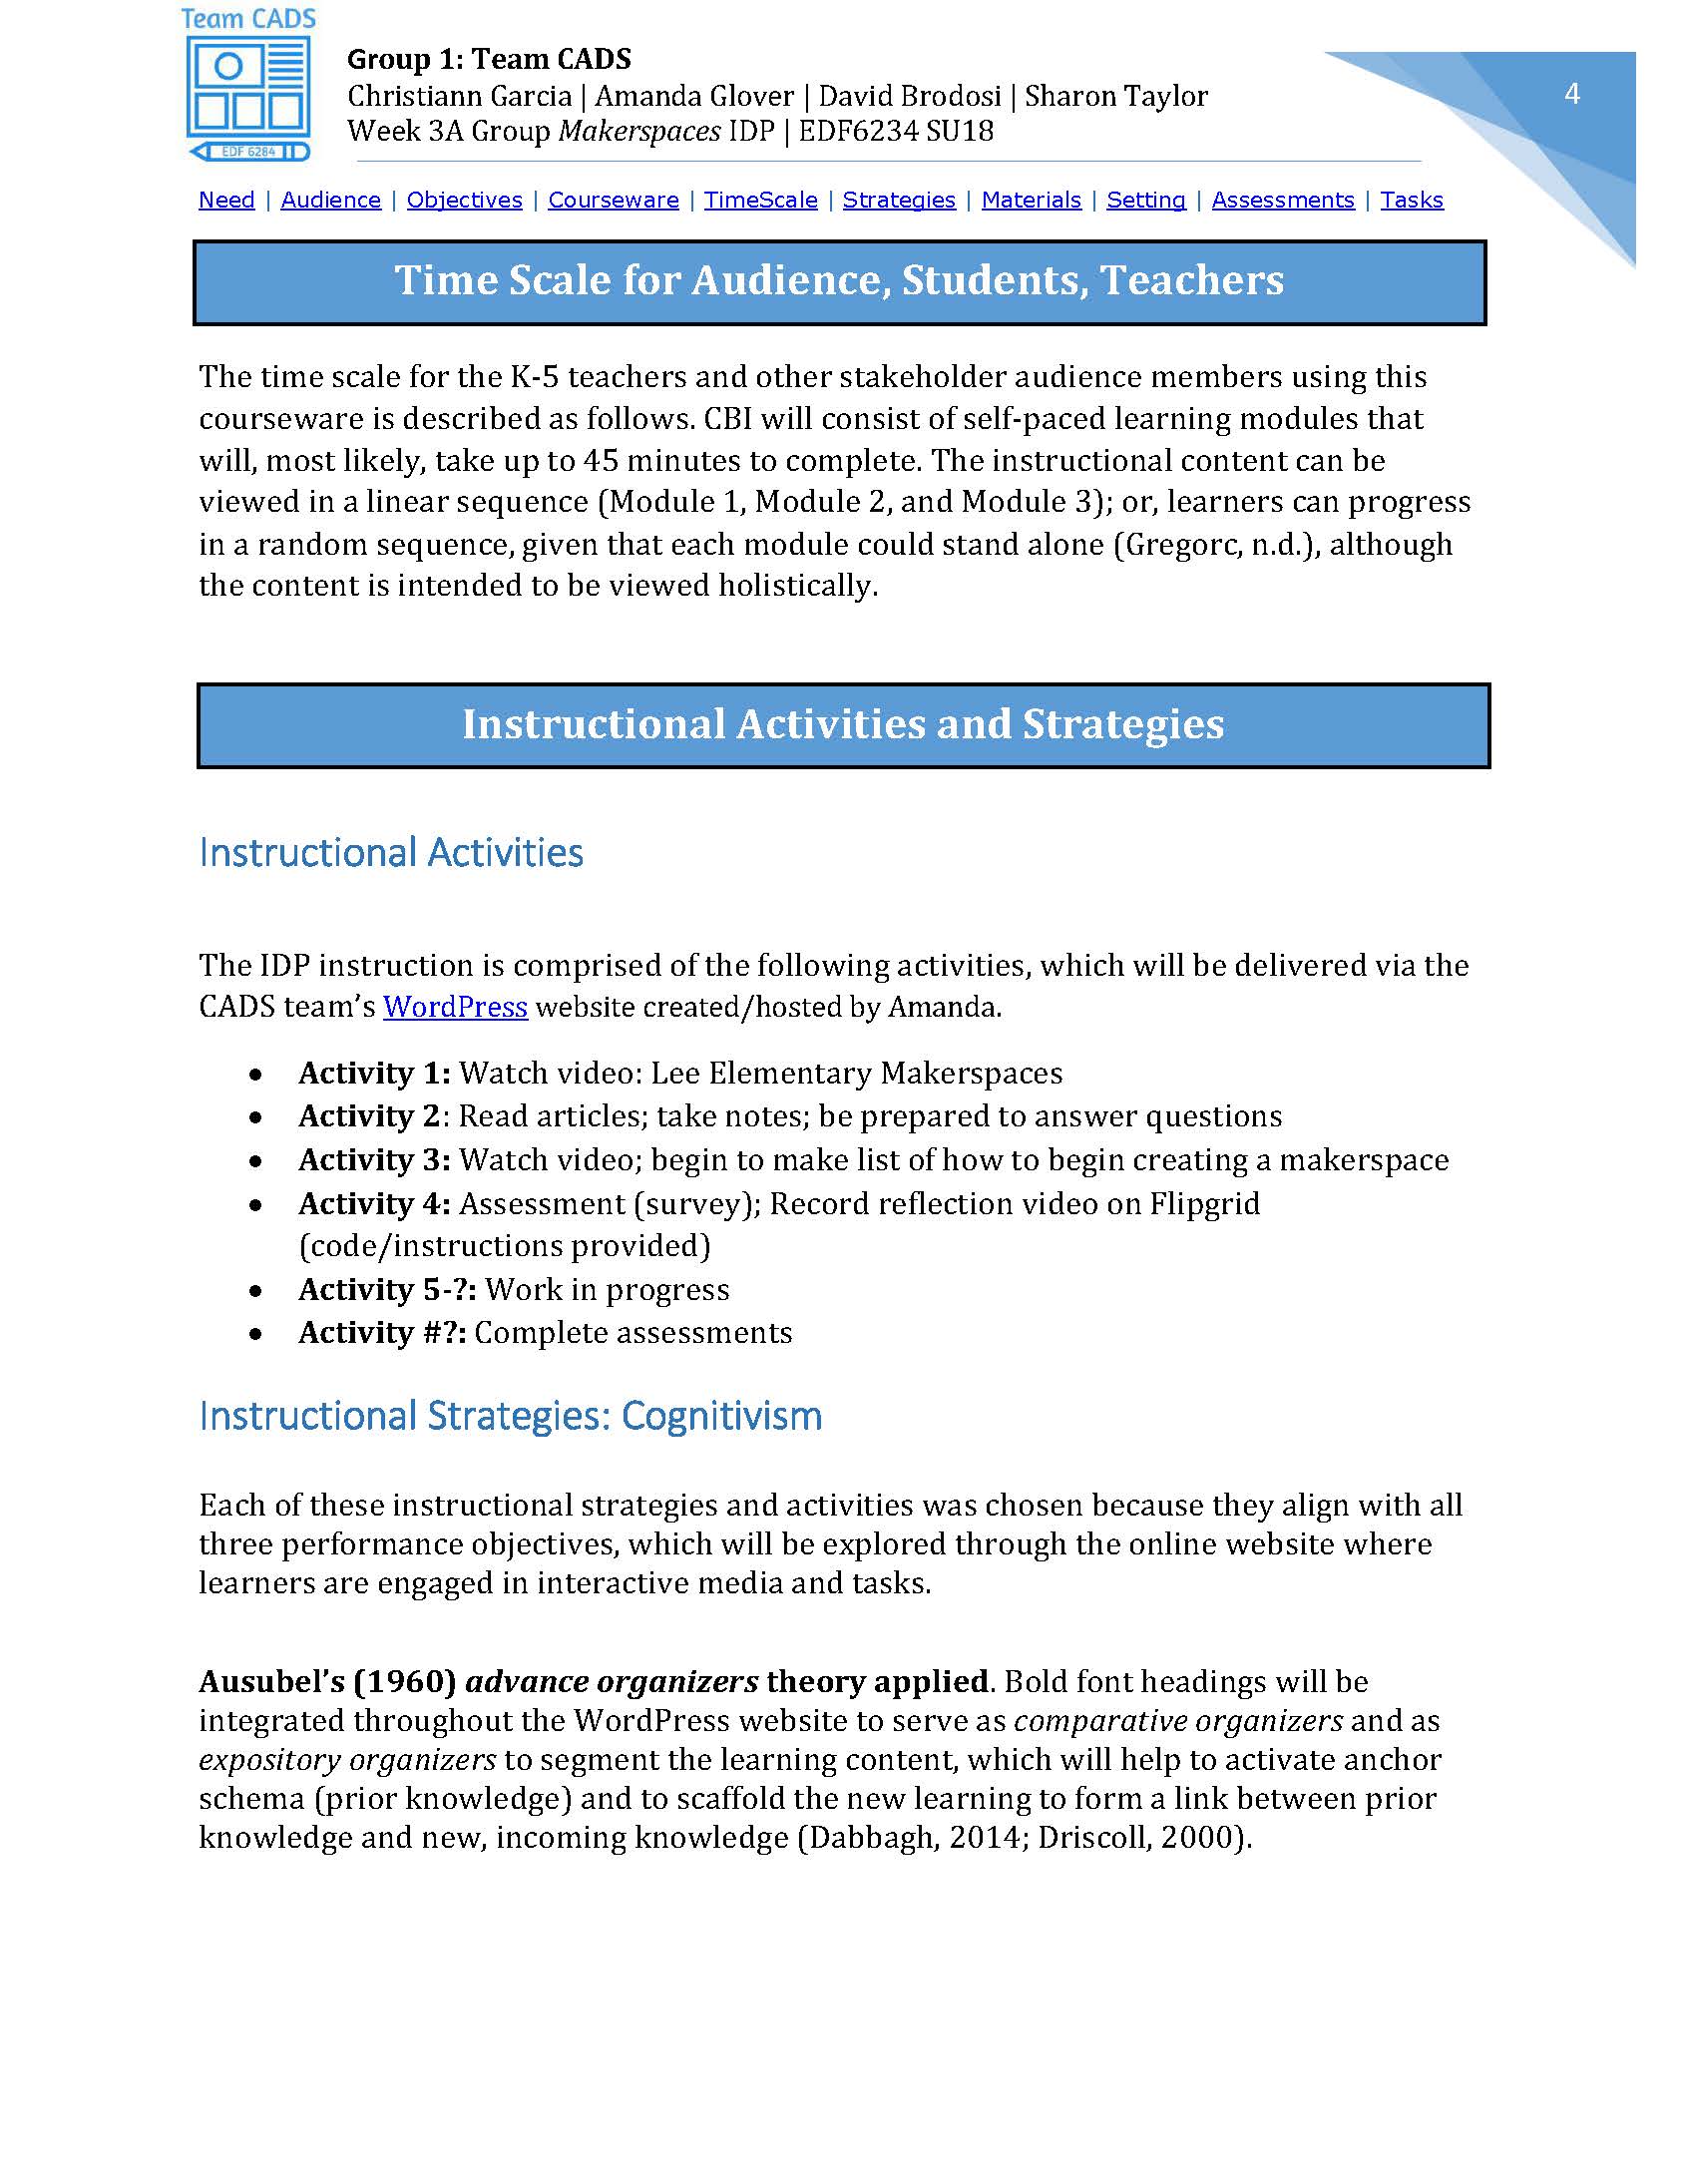 Team CADS
EDF 6284
Group 1: Team CADS
Christiann Garcia | Amanda Glover | David Brodosi | Sharon Taylor
Week 3A Group Makerspaces IDP | EDF6234 SU18
4
Need | Audience | Objectives | Courseware | TimeScale | Strategies | Materials | Setting | Assessments | Tasks
Time Scale for Audience, Students, Teachers
The time scale for the K-5 teachers and other stakeholder audience members using this
courseware is described as follows. CBI will consist of self-paced learning modules that
will, most likely, take up to 45 minutes to complete. The instructional content can be
viewed in a linear sequence (Module 1, Module 2, and Module 3); or, learners can progress
in a random sequence, given that each module could stand alone (Gregorc, n.d.), although
the content is intended to be viewed holistically.
Instructional Activities and Strategies
Instructional Activities
The IDP instruction is comprised of the following activities, which will be delivered via the
CADS team’s WordPress website created/hosted by Amanda.
• Activity 1: Watch video: Lee Elementary Makerspaces
• Activity 2: Read articles; take notes; be prepared to answer questions
• Activity 3: Watch video; begin to make list of how to begin creating a makerspace
• Activity 4: Assessment (survey); Record reflection video on Flipgrid
(code/instructions provided)
• Activity 5-?: Work in progress
• Activity #?: Complete assessments
Instructional Strategies: Cognitivism
Each of these instructional strategies and activities was chosen because they align with all
three performance objectives, which will be explored through the online website where
learners are engaged in interactive media and tasks.
Ausubel’s (1960) advance organizers theory applied. Bold font headings will be
integrated throughout the WordPress website to serve as comparative organizers and as
expository organizers to segment the learning content, which will help to activate anchor
schema (prior knowledge) and to scaffold the new learning to form a link between prior
knowledge and new, incoming knowledge (Dabbagh, 2014; Driscoll, 2000).